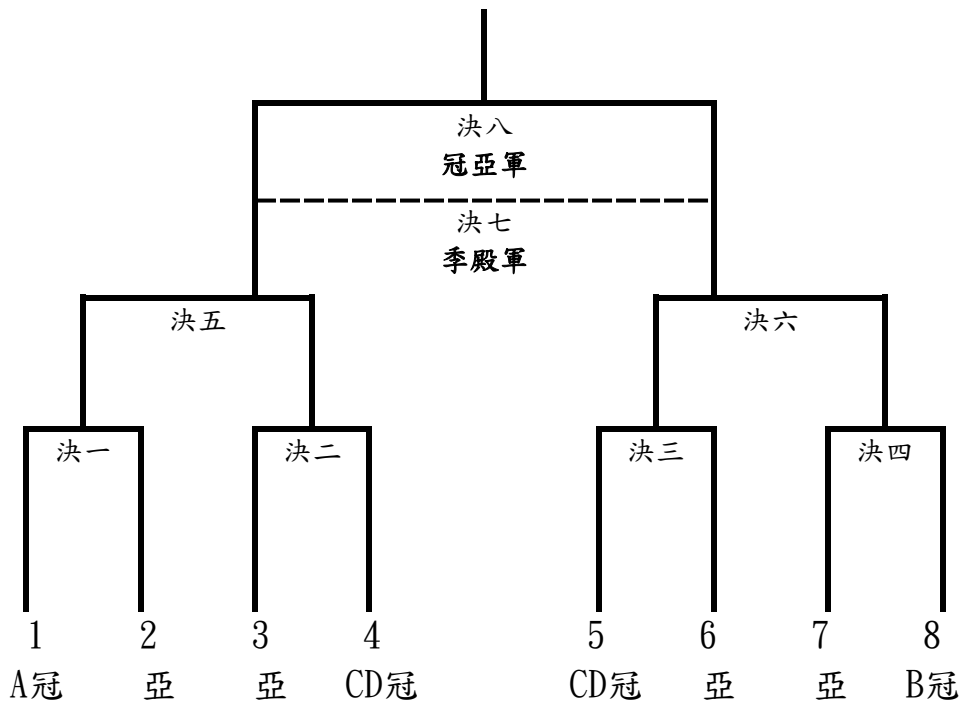 決八
冠亞軍
決七
季殿軍
決五 決六
決一 決二 決三 決四
1 2 3 4 5 6 7 8
A冠 亞 亞 CD冠 CD冠 亞 亞 B冠